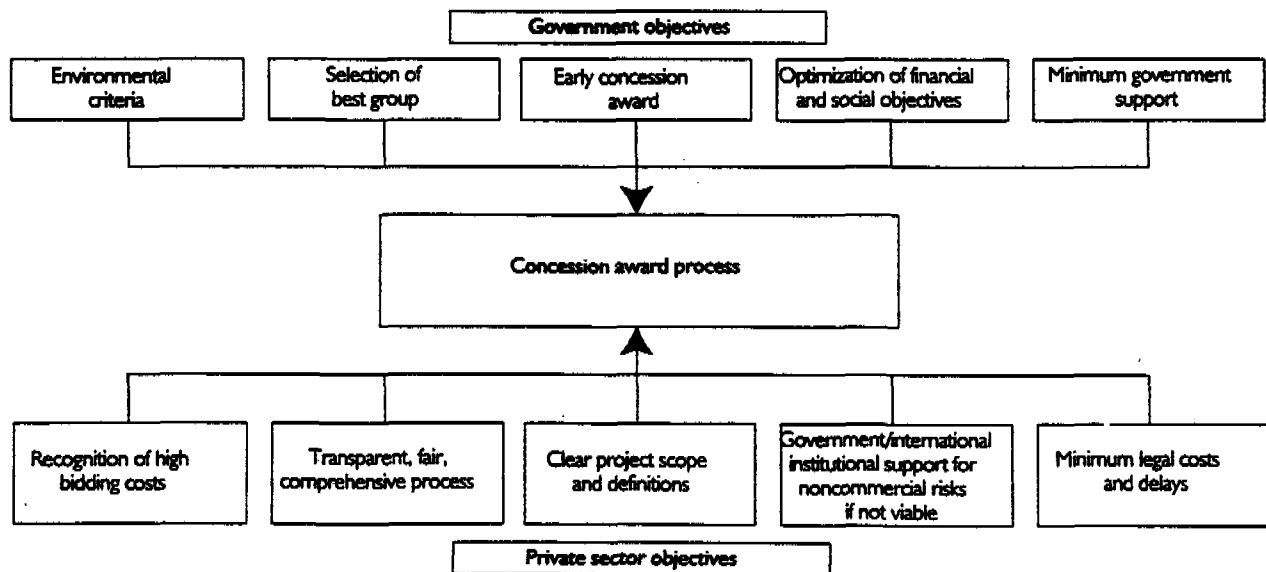 Government objectives
Environmental
criteria
Selection of
best group
Early concession
award
Optimization of financial
and social objectives
Minimum government
support
Concession award process
Recognition of high
bidding costs
Transparent, fair,
comprehensive process
Clear project scope
and definitions
Government/international
institutional support for
noncommercial risks
if not viable
Minimum legal costs
and delays
Private sector objectives